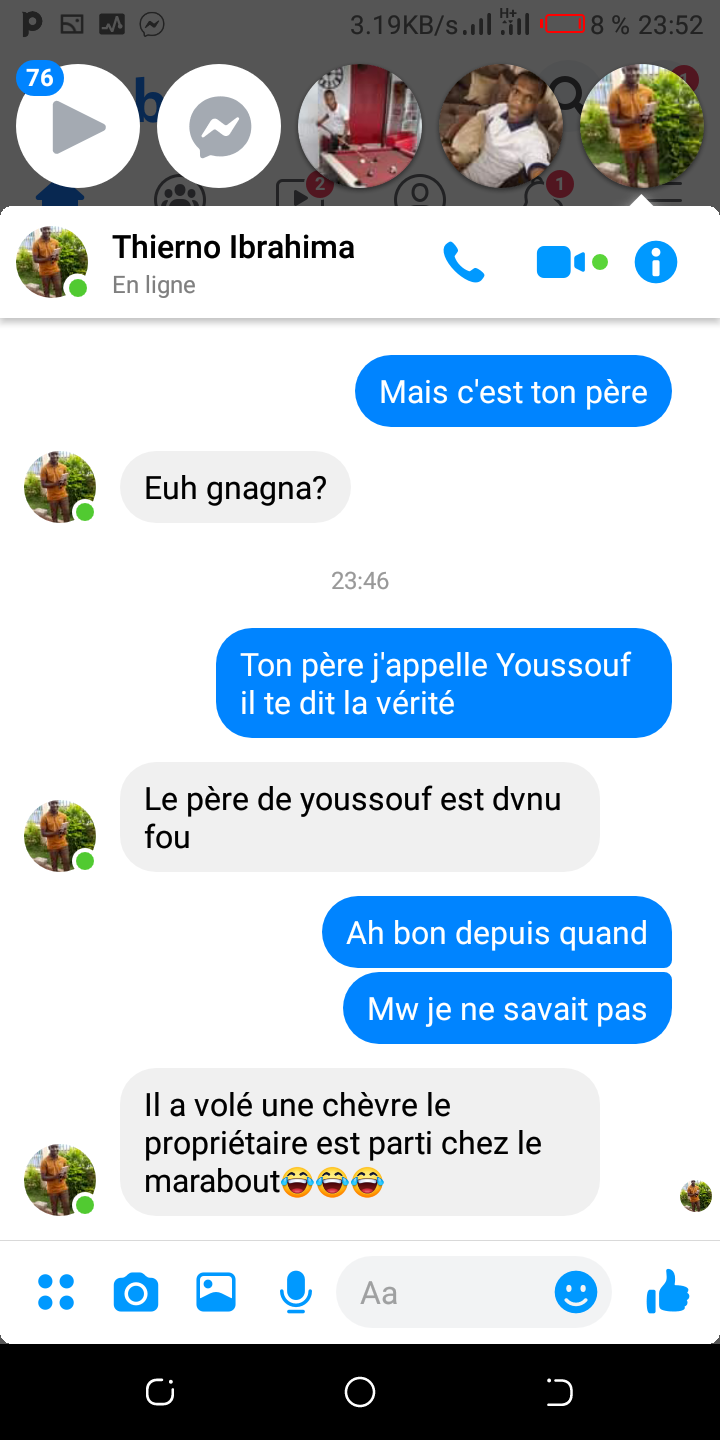 3.19KB/s H+ 8 % 23:52
76
b
1
2
1
Thierno Ibrahima
En ligne
Mais c'est ton père
Euh gnagna?
23:46
Ton père j'appelle Youssouf
il te dit la vérité
Le père de youssouf est dvnu
fou
Ah bon depuis quand
Mw je ne savait pas
Il a volé une chèvre le
propriétaire est parti chez le
marabout😂😂😂
Aa